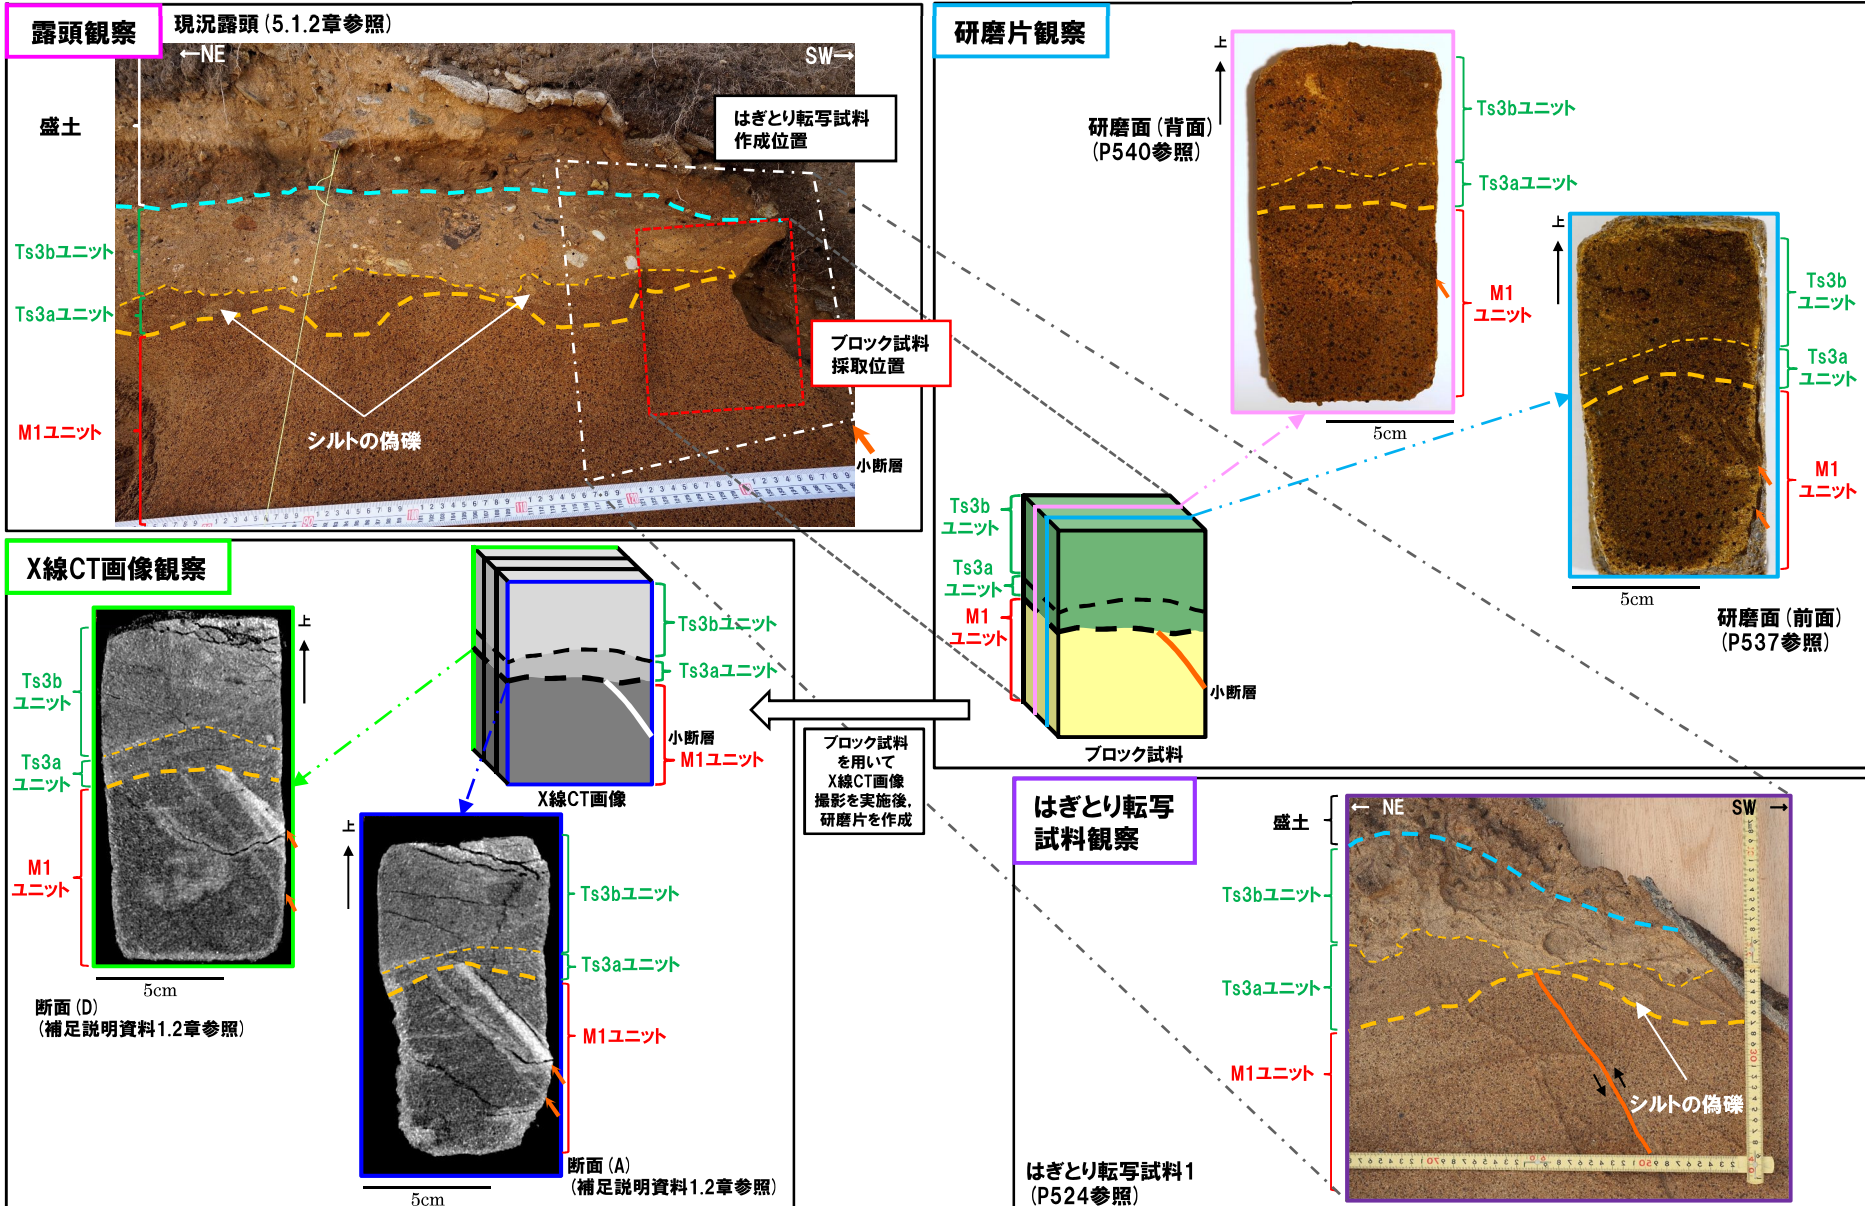 露頭観察
現況露頭(5.1.2章参照)
←NE
SW→
盛土
はぎとり転写試料
作成位置
Ts3bユニット
Ts3aユニット
M1ユニット
シルトの偽礫
ブロック試料
採取位置
小断層
研磨片観察
上
研磨面(背面)
(P540参照)
Ts3bユニット
Ts3aユニット
M1
ユニット
5cm
上
Ts3b
ユニット
Ts3a
ユニット
M1
ユニット
5cm
研磨面(前面)
(P537参照)
Ts3b
ユニット
Ts3a
ユニット
M1
ユニット
小断層
ブロック試料
X線CT画像観察
上
Ts3b
ユニット
Ts3a
ユニット
M1
ユニット
5cm
断面(D)
(補足説明資料1.2章参照)
Ts3bユニット
Ts3aユニット
小断層
M1ユニット
X線CT画像
上
Ts3bユニット
Ts3aユニット
M1ユニット
5cm
断面(A)
(補足説明資料1.2章参照)
ブロック試料
を用いて
X線CT画像
撮影を実施後,
研磨片を作成
はぎとり転写
試料観察
← NE
SW →
盛土
Ts3bユニット
Ts3aユニット
M1ユニット
シルトの偽礫
はぎとり転写試料1
(P524参照)